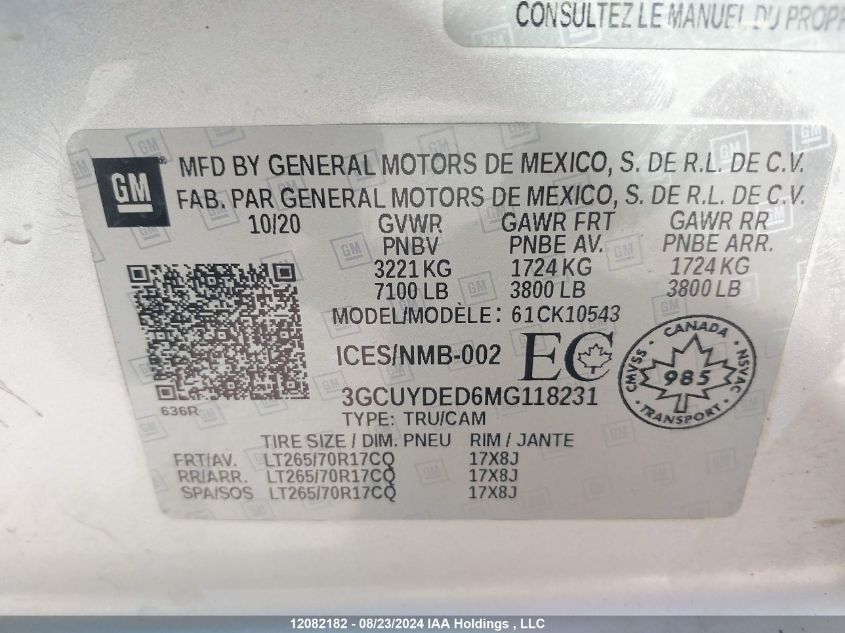 CONSULTEZ LE MANUEL DU
GM
MFD BY GENERAL MOTORS DE MEXICO, S. DE R.L. DE C.V.
FAB. PAR GENERAL MOTORS DE MEXICO, S. DE R.L. DE C.V.
10/20 GVWR GAWR FRT GAWR RR
PNBV PNBE AV. PNBE ARR.
3221 KG 1724 KG 1724 KG
7100 LB 3800 LB 3800 LB
MODEL/MODÈLE: 61CK10543
ICES/NMB-002 EC
3GCUYDED6MG118231
TYPE: TRU/CAM
636R
CANADA
CMVSS 985 NSVAC
TRANSPORT
TIRE SIZE / DIM. PNEU RIM / JANTE
FRT/AV. LT265/70R17CQ 17X8J
RR/ARR. LT265/70R17CQ 17X8J
SPA/SOS LT265/70R17CQ 17X8J
12082182 - 08/23/2024 IAA Holdings , LLC